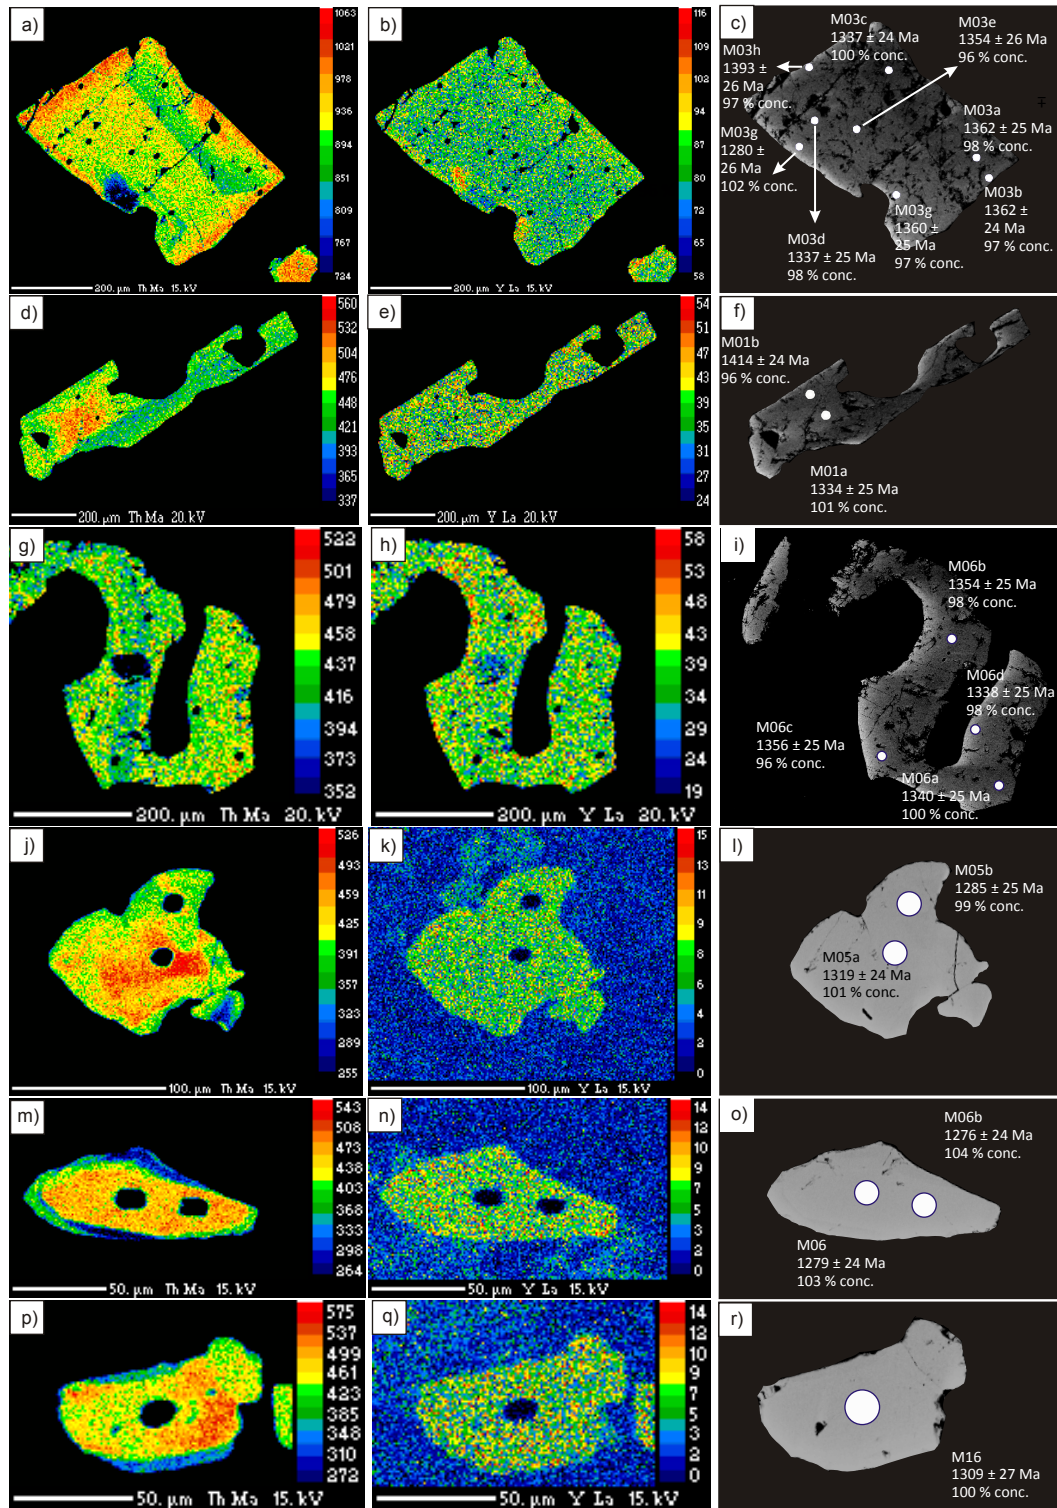 a)
1063
1021
978
936
894
851
809
767
724
200. μm Th Ma 15. kV
b)
116
109
102
94
87
80
72
65
58
200. μm Y La 15. kV
c)
M03c
1337 ± 24 Ma
100 % conc.
M03e
1354 ± 26 Ma
96 % conc.
M03h
1393 ±
26 Ma
97 % conc.
M03a
1362 ± 25 Ma
98 % conc.
M03g
1280 ±
26 Ma
102 % conc.
M03b
1362 ±
24 Ma
97% conc.
M03g
1360 ±
25 Ma
97 % conc.
M03d
1337 ± 25 Ma
98 % conc.
d)
560
532
504
476
448
421
393
365
337
200. μm Th Ma 20. kV
e)
54
51
47
43
39
35
31
28
24
200. μm Y La 20. kV
f)
M01b
1414 ± 24 Ma
96 % conc.
M01a
1334 ± 25 Ma
101 % conc.
g)
522
501
479
458
437
416
394
373
352
200. μm Th Ma 20. kV
h)
58
53
48
43
39
34
29
24
19
200. μm Y La 20. kV
i)
M06b
1354 ± 25 Ma
98 % conc.
M06d
1338 ± 25 Ma
98 % conc.
M06c
1356 ± 25 Ma
96 % conc.
M06a
1340 ± 25 Ma
100 % conc.
j)
526
493
459
425
391
357
323
289
255
100. μm Th Ma 15. kV
k)
15
13
11
9
8
6
4
2
0
100. μm Y La 15. kV
l)
M05b
1285 ± 25 Ma
99 % conc.
M05a
1319 ± 24 Ma
101 % conc.
m)
543
508
473
438
403
368
333
298
264
50. μm Th Ma 15. kV
n)
14
12
10
9
7
5
3
2
0
50. μm Y La 15. kV
o)
M06b
1276 ± 24 Ma
104 % conc.
M06
1279 ± 24 Ma
103 % conc.
p)
575
537
499
461
423
385
348
310
272
50. μm Th Ma 15. kV
q)
14
12
10
9
7
5
3
2
0
50. μm Y La 15. kV
r)
M16
1309 ± 27 Ma
100 % conc.